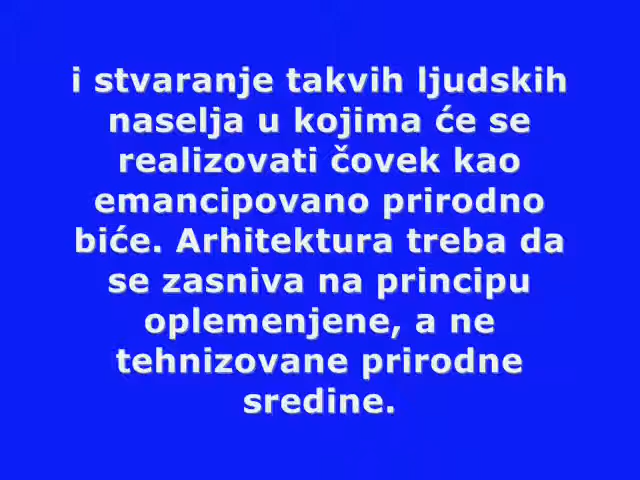 i stvaranje takvih ljudskih
naselja u kojima će se
realizovati čovek kao
emancipovano prirodno
biće. Arhitektura treba da
se zasniva na principu
oplemenjene, a ne
tehnizovane prirodne
sredine.